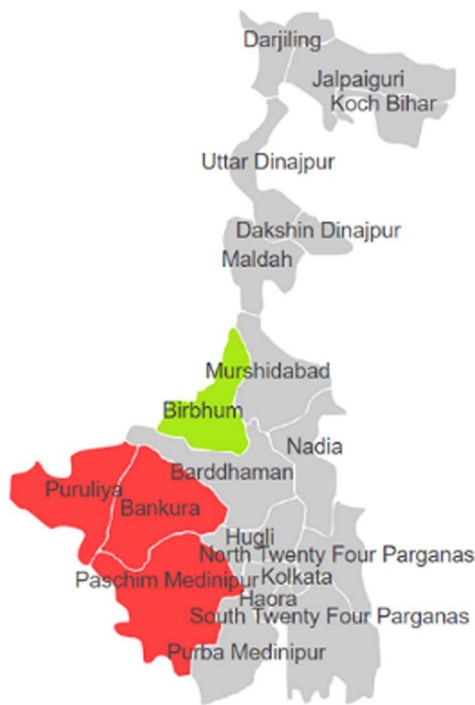 Darjiling
Jalpaiguri
Koch Bihar
Uttar Dinajpur
Dakshin Dinajpur
Maldah
Murshidabad
Birbhum
Nadia
Barddhaman
Puruliya
Bankura
Hugli
North Twenty Four Parganas
Paschim Medinipur
Kolkata
Haora
South Twenty Four Parganas
Purba Medinipur